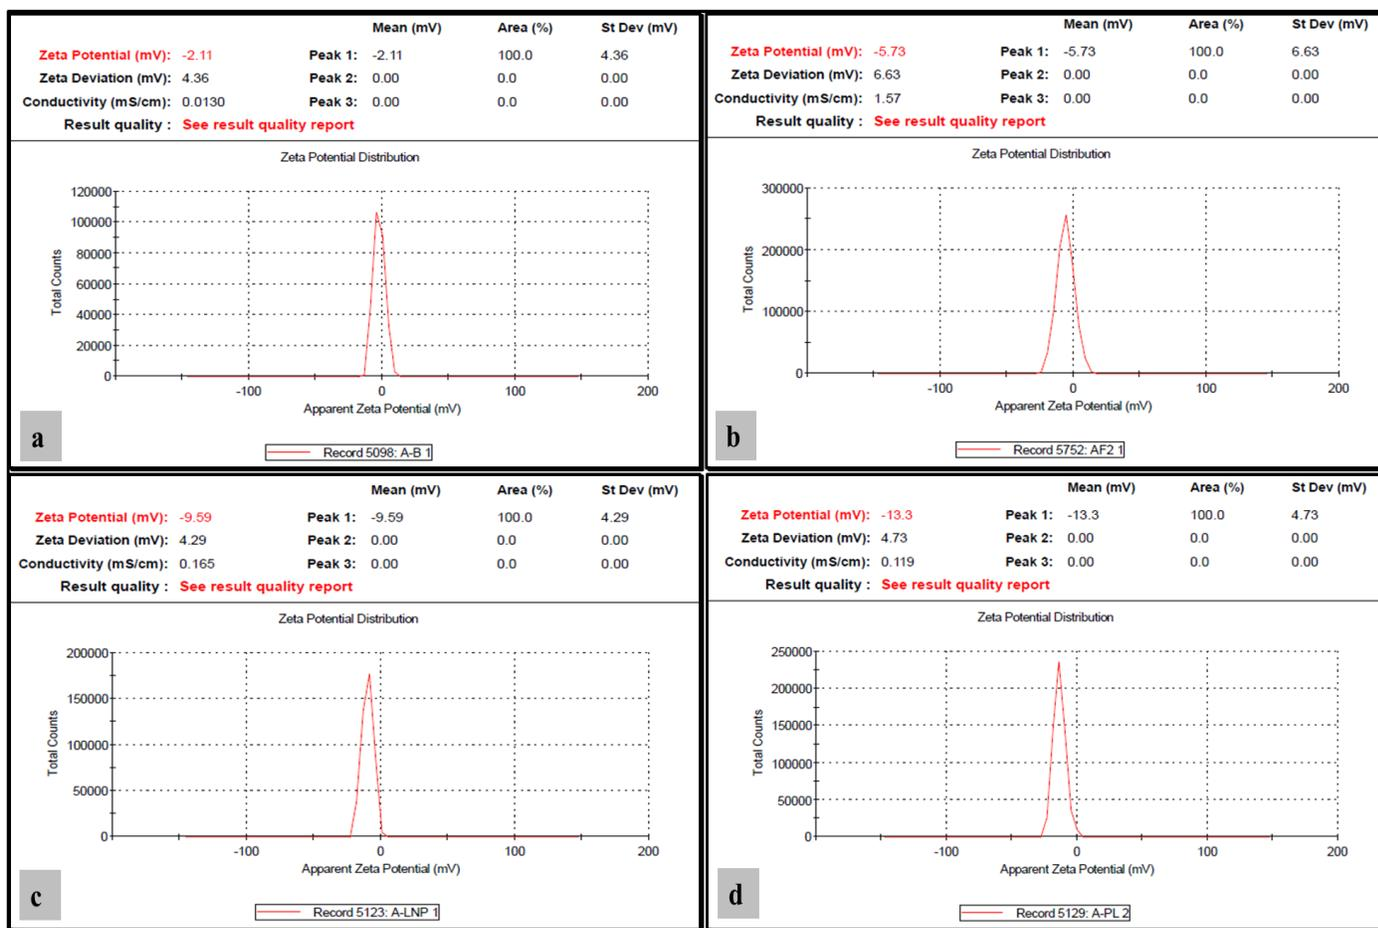 Mean (mV) Area (%) St Dev (mV)
Zeta Potential (mV): -2.11 Peak 1: -2.11 100.0 4.36
Zeta Deviation (mV): 4.36 Peak 2: 0.00 0.0 0.00
Conductivity (mS/cm): 0.0130 Peak 3: 0.00 0.0 0.00
Result quality : See result quality report
Zeta Potential Distribution
120000
100000
80000
60000
40000
20000
0
Total Counts
-100 0 100 200
Apparent Zeta Potential (mV)
a
Record 5098: A-B 1
Mean (mV) Area (%) St Dev (mV)
Zeta Potential (mV): -5.73 Peak 1: -5.73 100.0 6.63
Zeta Deviation (mV): 6.63 Peak 2: 0.00 0.0 0.00
Conductivity (mS/cm): 1.57 Peak 3: 0.00 0.0 0.00
Result quality : See result quality report
Zeta Potential Distribution
300000
200000
100000
0
Total Counts
-100 0 100 200
Apparent Zeta Potential (mV)
b
Record 5752: AF2 1
Mean (mV) Area (%) St Dev (mV)
Zeta Potential (mV): -9.59 Peak 1: -9.59 100.0 4.29
Zeta Deviation (mV): 4.29 Peak 2: 0.00 0.0 0.00
Conductivity (mS/cm): 0.165 Peak 3: 0.00 0.0 0.00
Result quality : See result quality report
Zeta Potential Distribution
200000
150000
100000
50000
0
Total Counts
-100 0 100 200
Apparent Zeta Potential (mV)
c
Record 5123: A-LNP 1
Mean (mV) Area (%) St Dev (mV)
Zeta Potential (mV): -13.3 Peak 1: -13.3 100.0 4.73
Zeta Deviation (mV): 4.73 Peak 2: 0.00 0.0 0.00
Conductivity (mS/cm): 0.119 Peak 3: 0.00 0.0 0.00
Result quality : See result quality report
Zeta Potential Distribution
250000
200000
150000
100000
50000
0
Total Counts
-100 0 100 200
Apparent Zeta Potential (mV)
d
Record 5129: A-PL 2